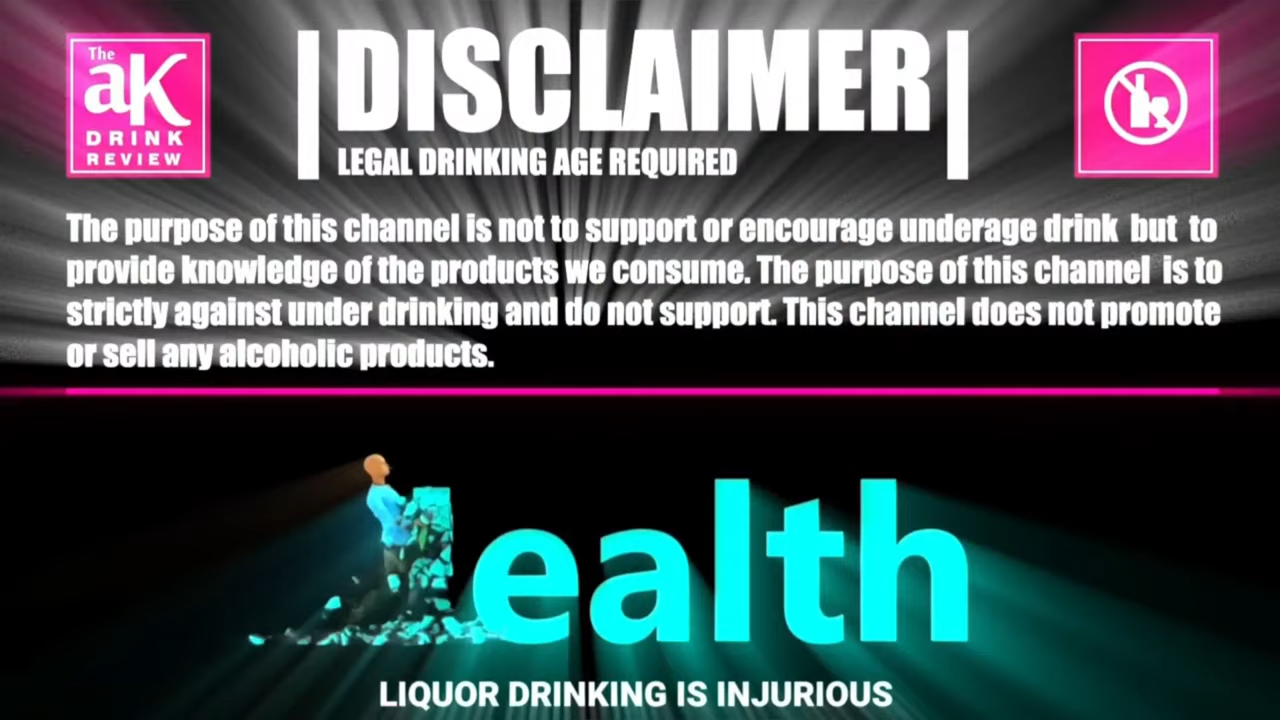 The
aK
DRINK
REVIEW
DISCLAIMER
LEGAL DRINKING AGE REQUIRED
The purpose of this channel is not to support or encourage underage drink but to
provide knowledge of the products we consume. The purpose of this channel is to
strictly against under drinking and do not support. This channel does not promote
or sell any alcoholic products.
ealth
LIQUOR DRINKING IS INJURIOUS